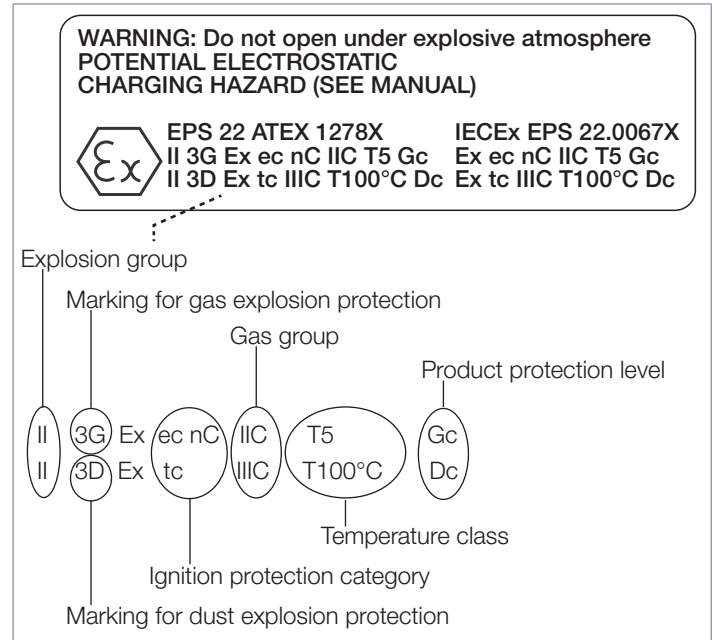 WARNING: Do not open under explosive atmosphere
POTENTIAL ELECTROSTATIC
CHARGING HAZARD (SEE MANUAL)
EPS 22 ATEX 1278X IECEx EPS 22.0067X
Ex II 3G Ex ec nC IIC T5 Gc Ex ec nC IIC T5 Gc
II 3D Ex tc IIIC T100°C Dc Ex tc IIIC T100°C Dc
Explosion group
Marking for gas explosion protection
Gas group
Product protection level
II 3G Ex ec nC IIC T5 Gc
II 3D Ex tc IIIC T100°C Dc
Temperature class
Ignition protection category
Marking for dust explosion protection